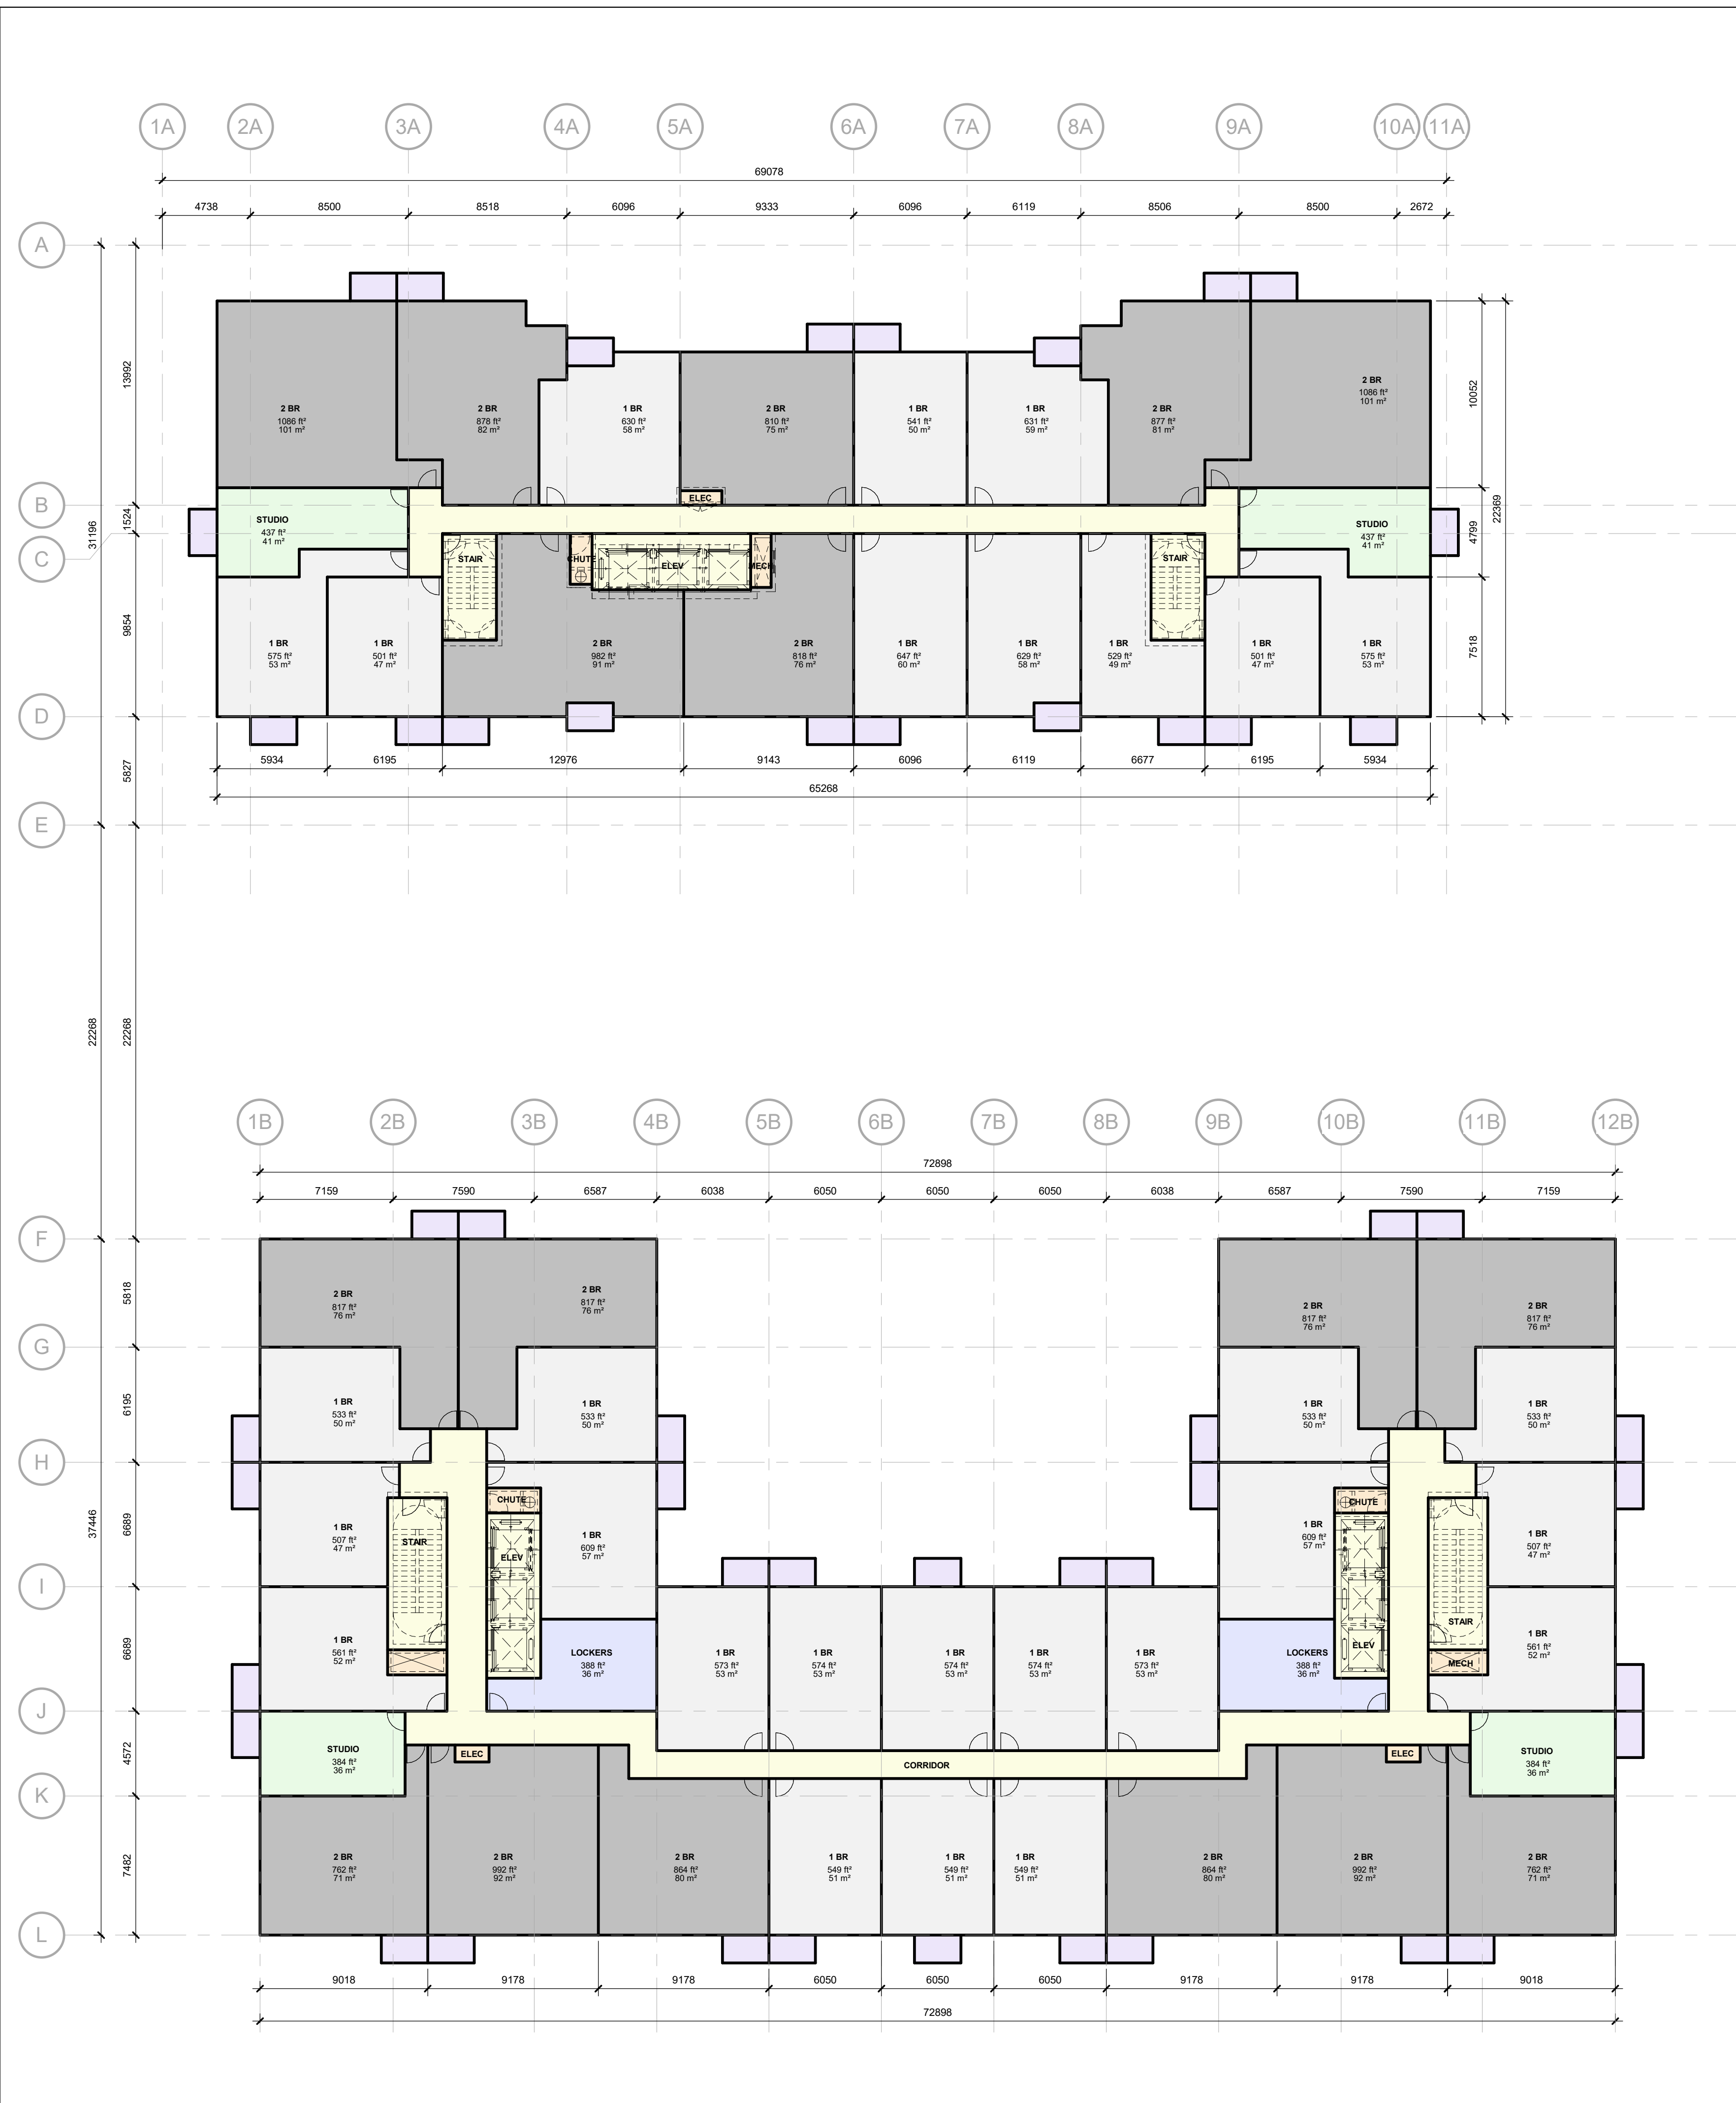 1A 2A 3A 4A 5A 6A 7A 8A 9A 10A 11A
69078
4738 8500 8518 6096 9333 6096 6119 8506 8500 2672
A
B
C
D
E
31196
13992
1524
9854
5827
22268
22268
2 BR
1086 ft²
101 m²
2 BR
878 ft²
82 m²
1 BR
630 ft²
58 m²
2 BR
810 ft²
75 m²
1 BR
541 ft²
50 m²
1 BR
631 ft²
59 m²
2 BR
877 ft²
81 m²
2 BR
1086 ft²
101 m²
10052
22369
4799
7518
ELEC
STUDIO
437 ft²
41 m²
STAIR
CHUTE
ELEV
MECH
STAIR
STUDIO
437 ft²
41 m²
1 BR
575 ft²
53 m²
1 BR
501 ft²
47 m²
2 BR
982 ft²
91 m²
2 BR
818 ft²
76 m²
1 BR
647 ft²
60 m²
1 BR
629 ft²
58 m²
1 BR
529 ft²
49 m²
1 BR
501 ft²
47 m²
1 BR
575 ft²
53 m²
5934 6195 12976 9143 6096 6119 6677 6195 5934
65268
1B 2B 3B 4B 5B 6B 7B 8B 9B 10B 11B 12B
72898
7159 7590 6587 6038 6050 6050 6050 6038 6587 7590 7159
F
G
H
I
J
K
L
37446
5818
6195
6689
6689
4572
7482
2 BR
817 ft²
76 m²
2 BR
817 ft²
76 m²
2 BR
817 ft²
76 m²
2 BR
817 ft²
76 m²
1 BR
533 ft²
50 m²
1 BR
533 ft²
50 m²
1 BR
533 ft²
50 m²
1 BR
533 ft²
50 m²
CHUTE
CHUTE
1 BR
507 ft²
47 m²
STAIR
ELEV
1 BR
609 ft²
57 m²
1 BR
609 ft²
57 m²
1 BR
507 ft²
47 m²
1 BR
561 ft²
52 m²
LOCKERS
388 ft²
36 m²
1 BR
573 ft²
53 m²
1 BR
574 ft²
53 m²
1 BR
574 ft²
53 m²
1 BR
574 ft²
53 m²
1 BR
573 ft²
53 m²
LOCKERS
388 ft²
36 m²
ELEV
STAIR
MECH
1 BR
561 ft²
52 m²
STUDIO
384 ft²
36 m²
ELEC
CORRIDOR
ELEC
STUDIO
384 ft²
36 m²
2 BR
762 ft²
71 m²
2 BR
992 ft²
92 m²
2 BR
864 ft²
80 m²
1 BR
549 ft²
51 m²
1 BR
549 ft²
51 m²
1 BR
549 ft²
51 m²
2 BR
864 ft²
80 m²
2 BR
992 ft²
92 m²
2 BR
762 ft²
71 m²
9018 9178 9178 6050 6050 6050 9178 9178 9018
72898